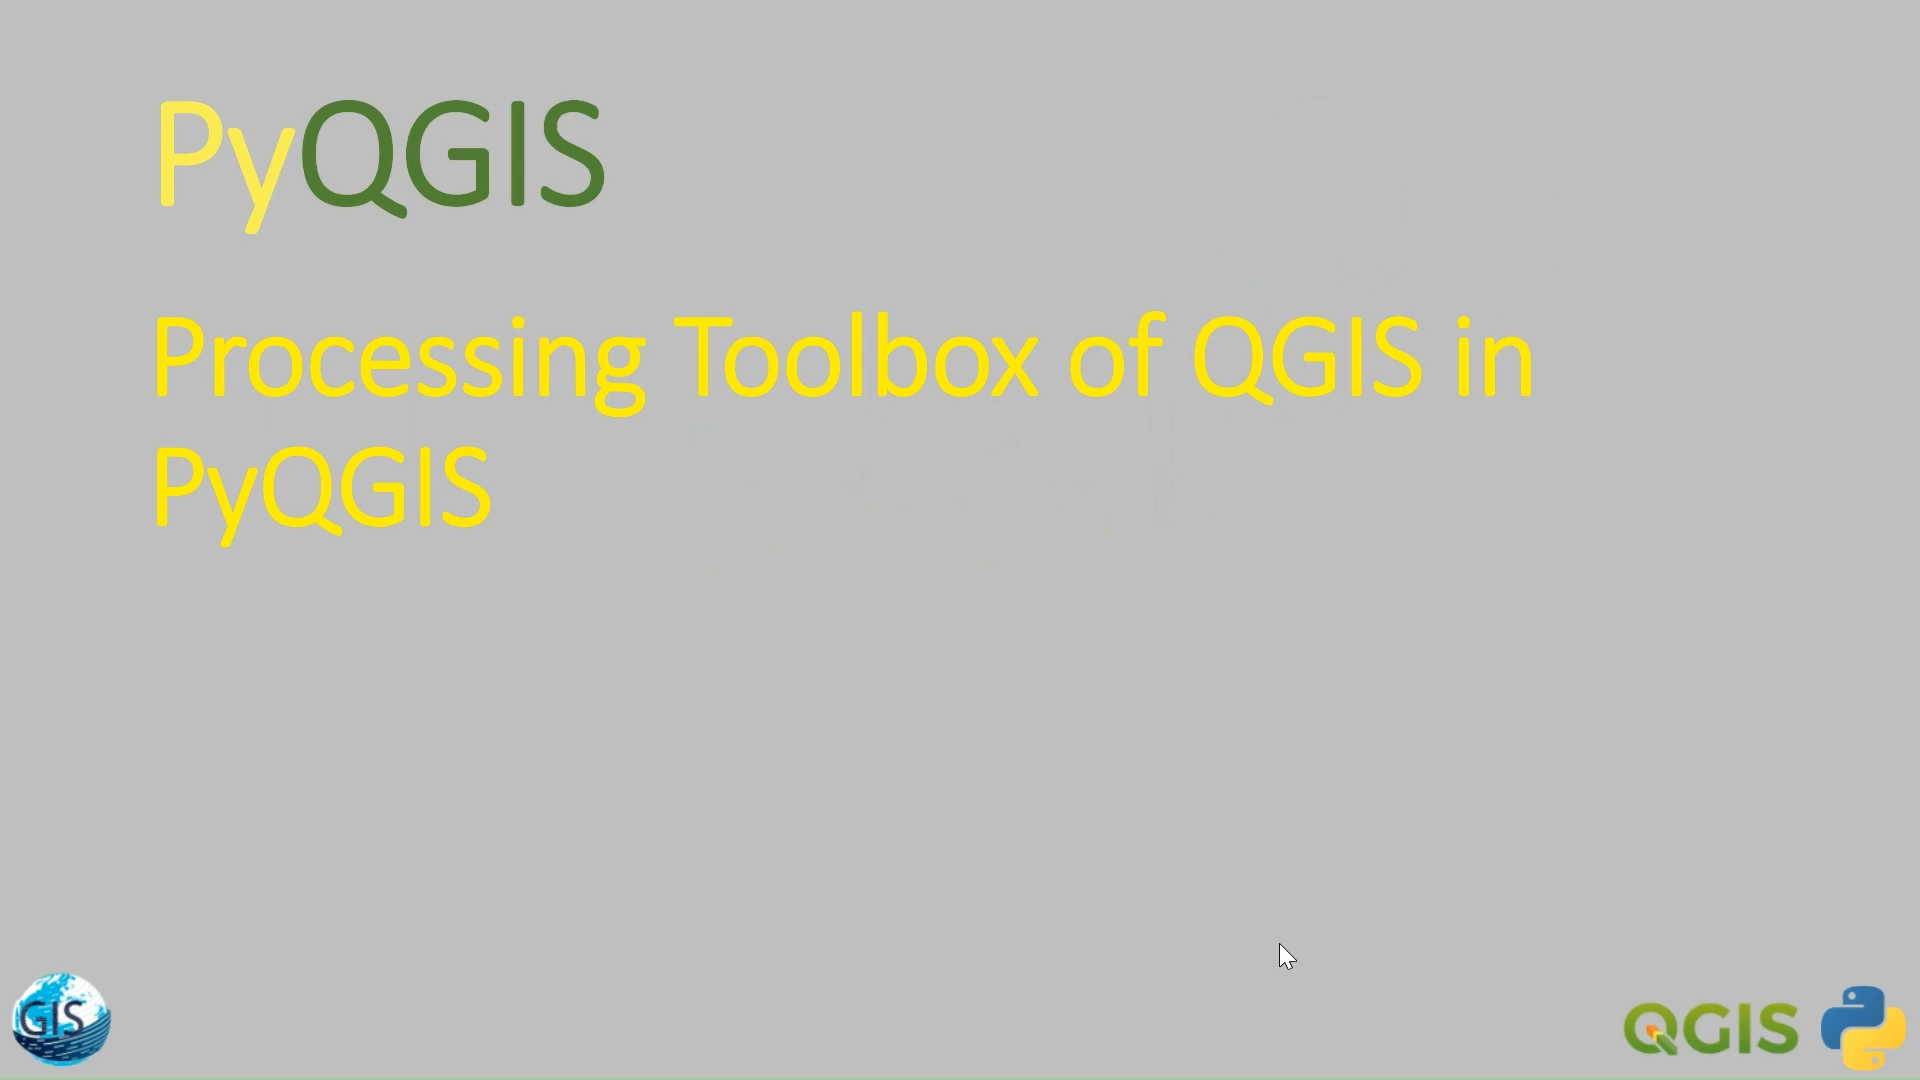 PyQGIS
Processing Toolbox of QGIS in
PyQGIS
GIS
QGIS